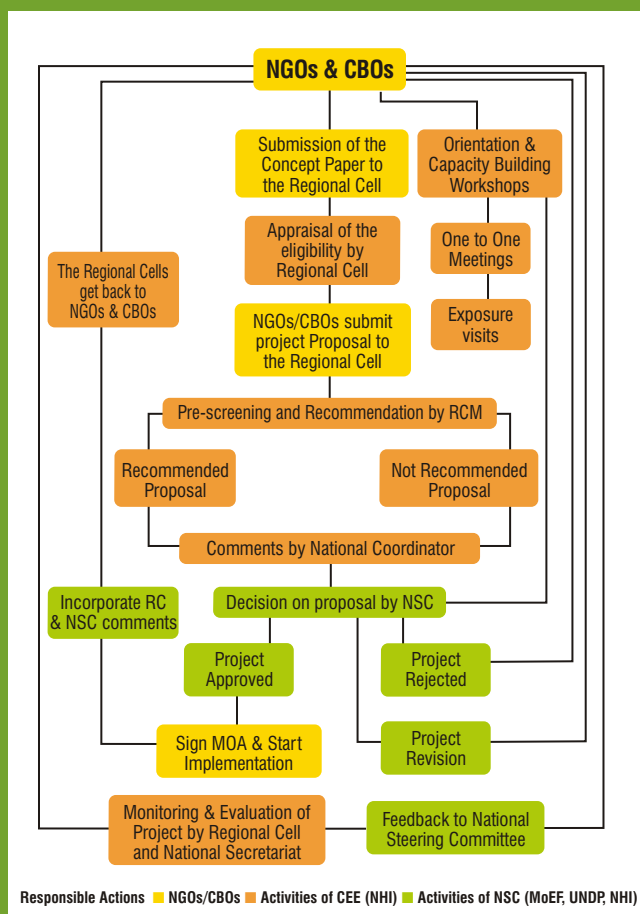 NGOs & CBOs
Submission of the
Concept Paper to
the Regional Cell
Orientation &
Capacity Building
Workshops
Appraisal of the
eligibility by
Regional Cell
One to One
Meetings
The Regional Cells
get back to
NGOs & CBOs
NGOs/CBOs submit
project Proposal to
the Regional Cell
Exposure
visits
Pre-screening and Recommendation by RCM
Recommended
Proposal
Not Recommended
Proposal
Comments by National Coordinator
Incorporate RC
& NSC comments
Decision on proposal by NSC
Project
Approved
Project
Rejected
Sign MOA & Start
Implementation
Project
Revision
Monitoring & Evaluation of
Project by Regional Cell
and National Secretariat
Feedback to National
Steering Committee
Responsible Actions NGOs/CBOs Activities of CEE (NHI) Activities of NSC (MoEF, UNDP, NHI)